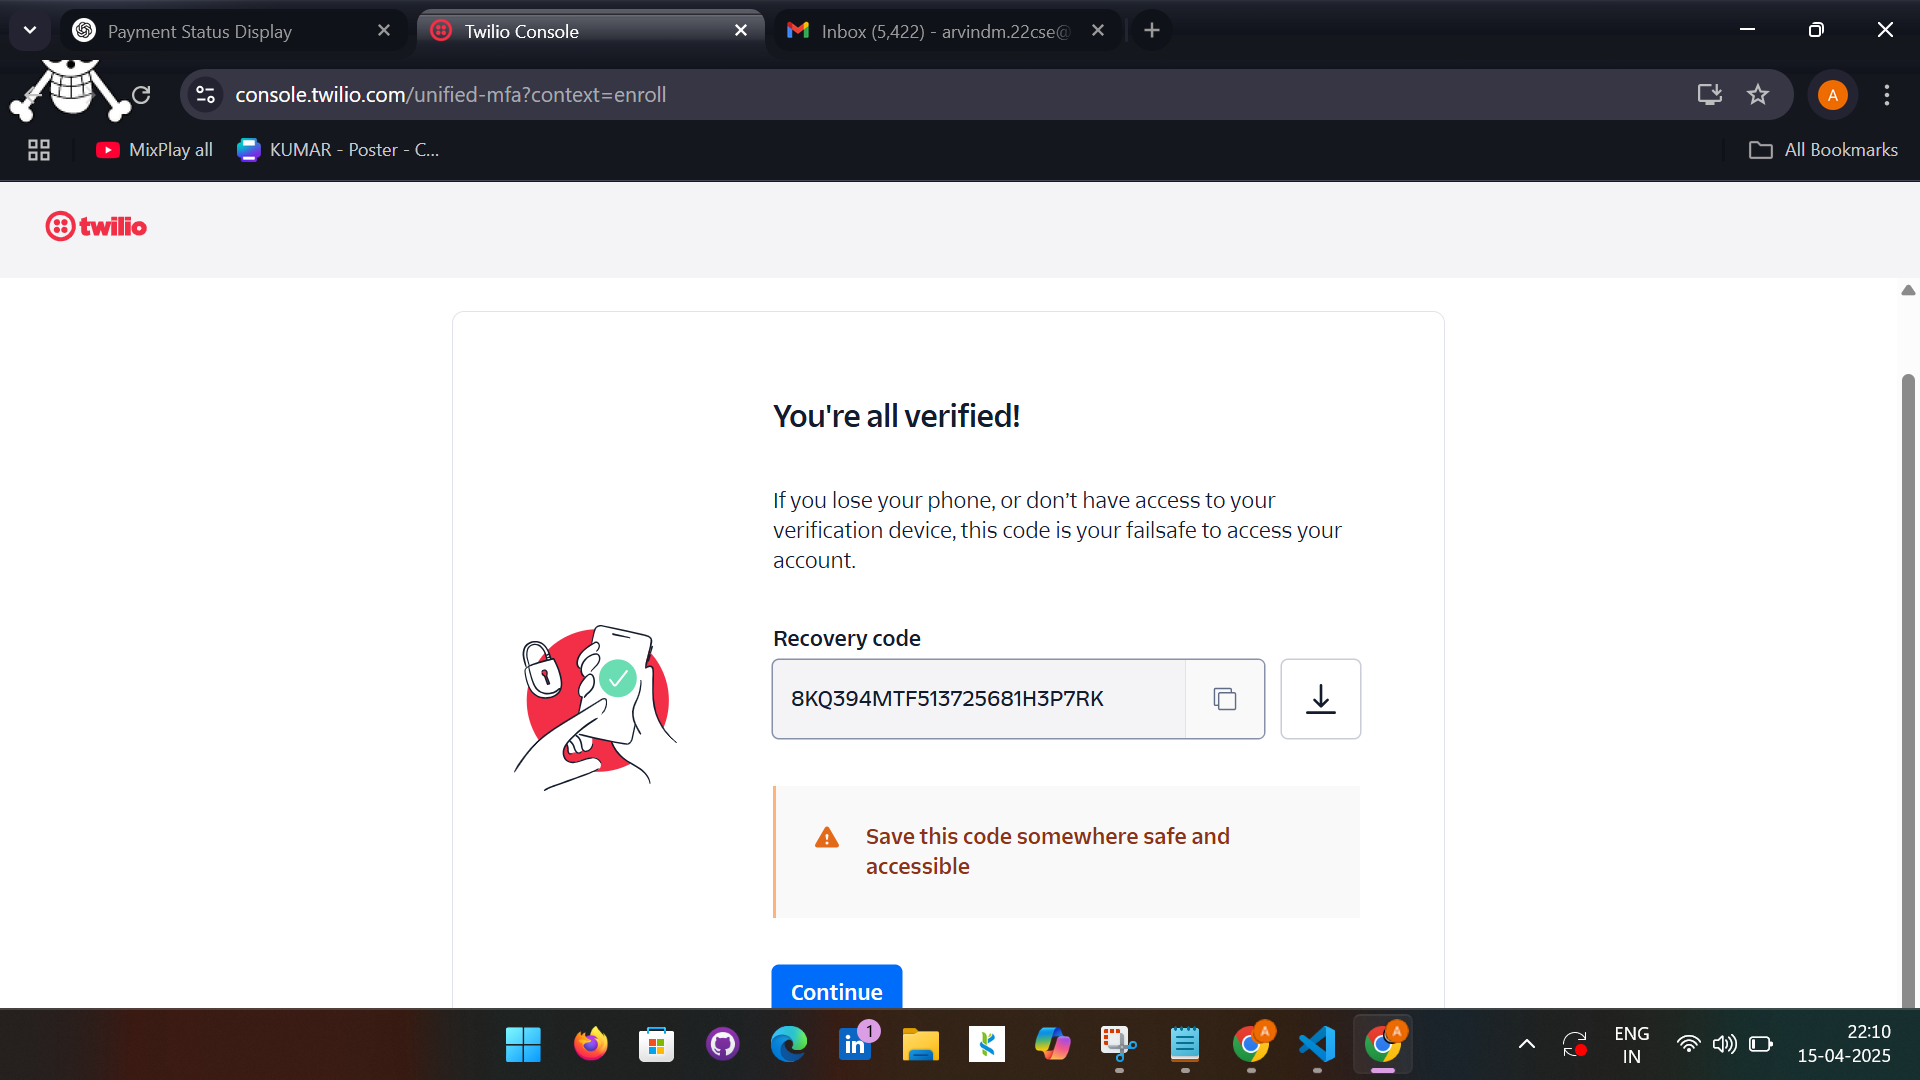 Payment Status Display
Twilio Console
Inbox (5,422) - arvindm.22cse@
console.twilio.com/unified-mfa?context=enroll
A
MixPlay all
KUMAR - Poster - C...
All Bookmarks
twilio
You're all verified!
If you lose your phone, or don’t have access to your
verification device, this code is your failsafe to access your
account.
Recovery code
8KQ394MTF513725681H3P7RK
Save this code somewhere safe and
accessible
Continue
in
1
A
A
ENG
IN
22:10
15-04-2025